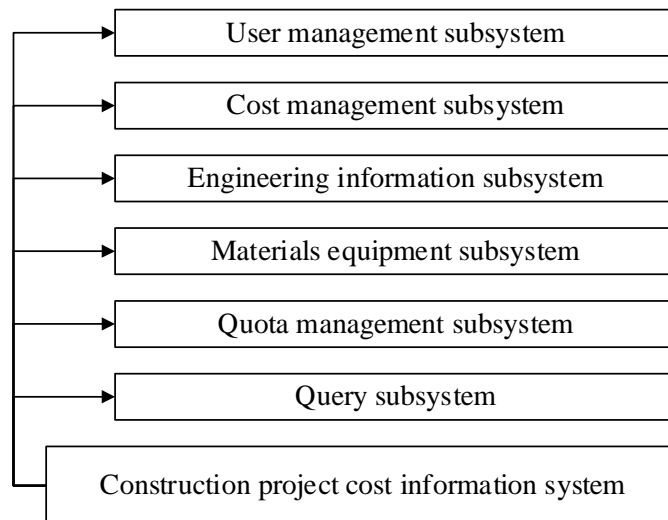 User management subsystem
Cost management subsystem
Engineering information subsystem
Materials equipment subsystem
Quota management subsystem
Query subsystem
Construction project cost information system